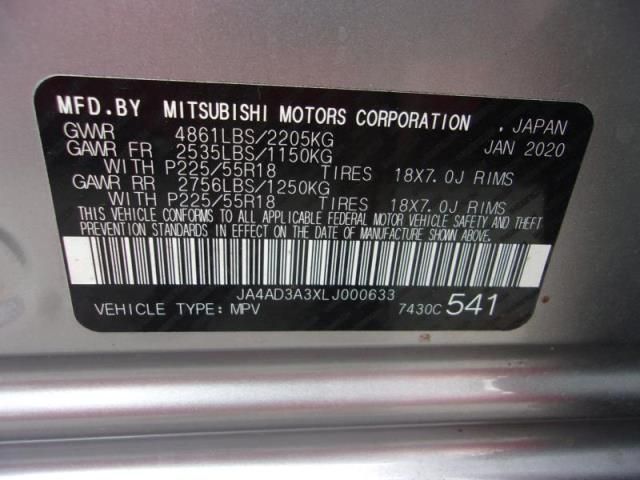 MFD.BY MITSUBISHI MOTORS CORPORATION . JAPAN
GVWR 4861LBS/2205KG JAN 2020
GAWR FR 2535LBS/1150KG
WITH P225/55R18 TIRES 18X7.0J RIMS
GAWR RR 2756LBS/1250KG
WITH P225/55R18 TIRES 18X7.0J RIMS
THIS VEHICLE CONFORMS TO ALL APPLICABLE FEDERAL MOTOR VEHICLE SAFETY AND THEFT
PREVENTION STANDARDS IN EFFECT ON THE DATE OF MANUFACTURE SHOWN ABOVE.
JA4AD3A3XLJ000633
VEHICLE TYPE: MPV 7430C 541